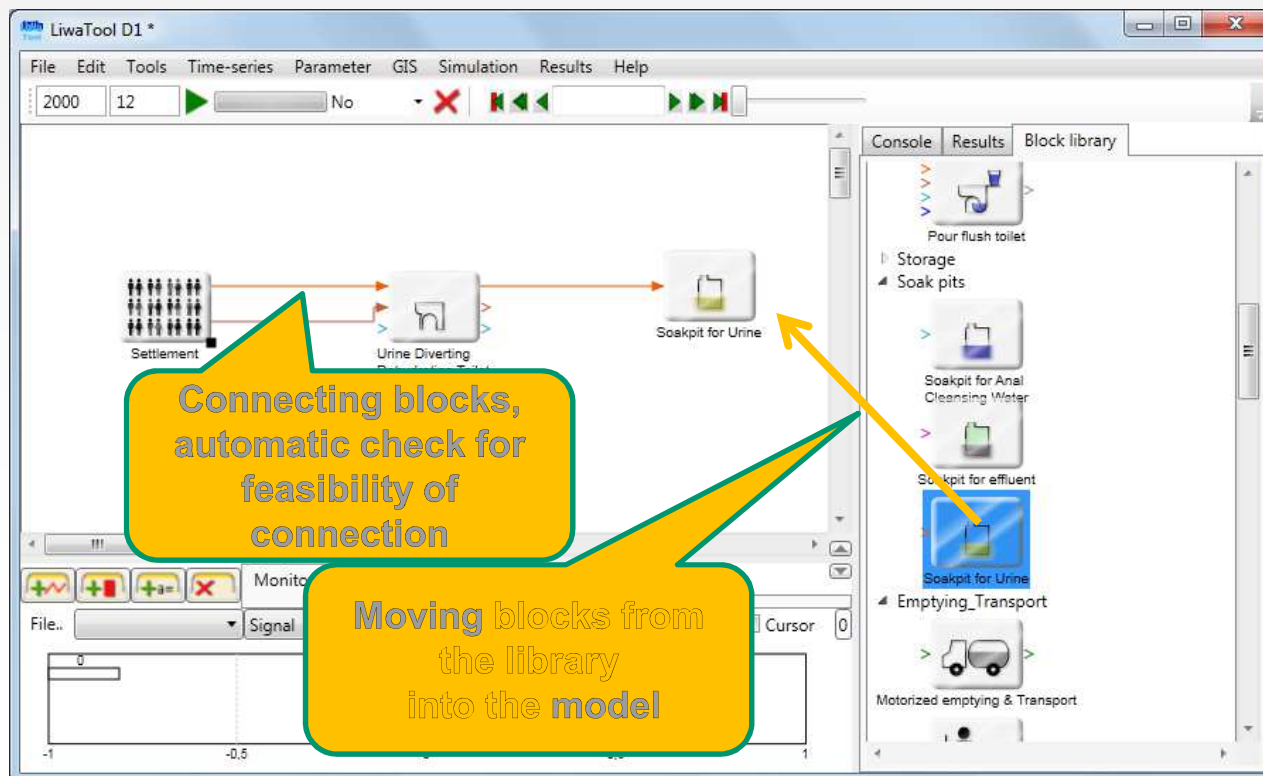 LiwaTool D1 *
File Edit Tools Time-series Parameter GIS Simulation Results Help
2000 12 No
Console Results Block library
Pour flush toilet
Storage
Soak pits
Settlement
Urine Diverting
Soakpit for Urine
Soakpit for Anal
Cleansing Water
Soakpit for effluent
Soakpit for Urine
Emptying_Transport
Motorized emptying & Transport
Connecting blocks,
automatic check for
feasibility of
connection
Moving blocks from
the library
into the model
File.. Signal Cursor 0
0
-1 -0,5 1